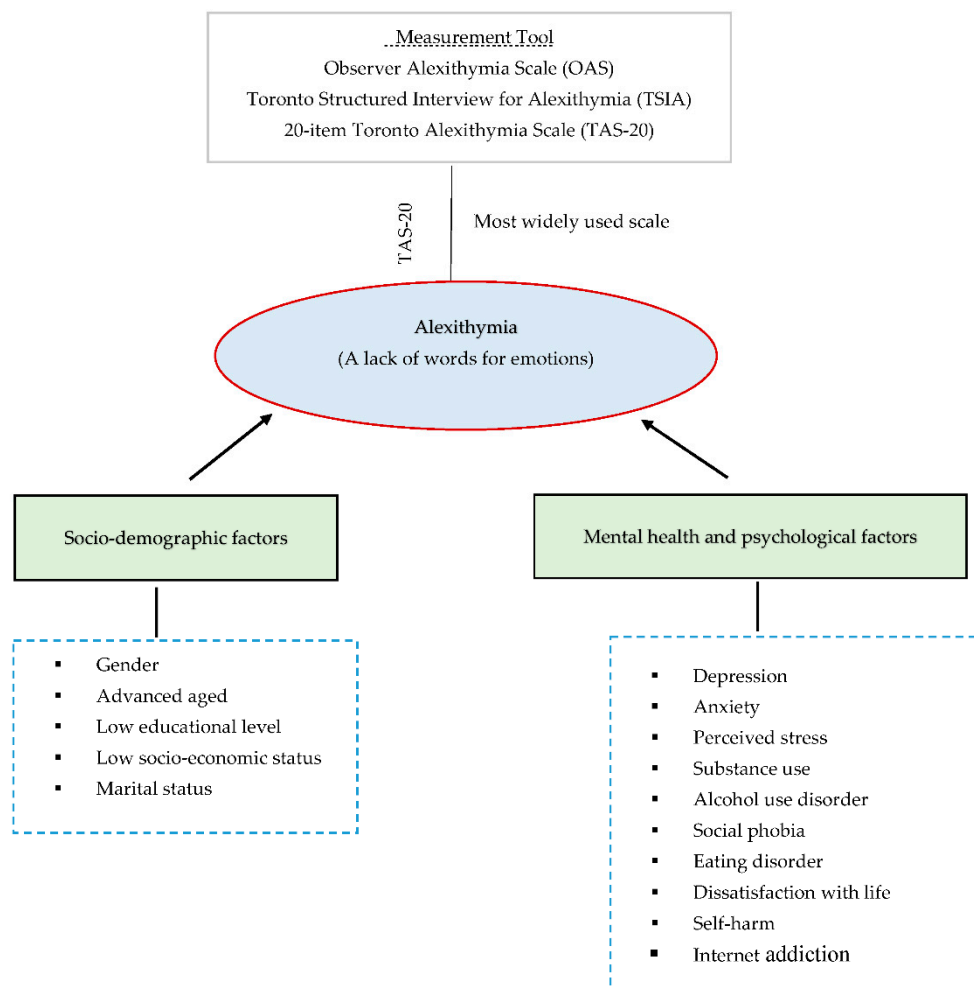 Measurement Tool
Observer Alexithymia Scale (OAS)
Toronto Structured Interview for Alexithymia (TSIA)
20-item Toronto Alexithymia Scale (TAS-20)
TAS-20
Most widely used scale
Alexithymia
(A lack of words for emotions)
Socio-demographic factors
Mental health and psychological factors
▪ Gender
▪ Advanced aged
▪ Low educational level
▪ Low socio-economic status
▪ Marital status
▪ Depression
▪ Anxiety
▪ Perceived stress
▪ Substance use
▪ Alcohol use disorder
▪ Social phobia
▪ Eating disorder
▪ Dissatisfaction with life
▪ Self-harm
▪ Internet addiction